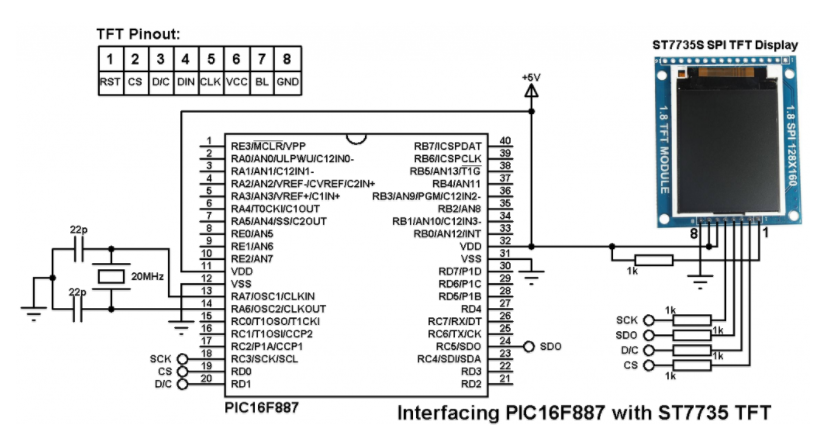 TFT Pinout:
1 2 3 4 5 6 7 8
RST CS D/C DIN CLK VCC BL GND
ST7735S SPI TFT Display
1.8 TFT MODULE
1.8 SPI 128X160
8 1
+5V
1 RE3/MCLR/VPP RB7/ICSPDAT 40
2 RA0/AN0/ULPWU/C12IN0- RB6/ICSPCLK 39
3 RA1/AN1/C12IN1- RB5/AN13/T1G 38
4 RA2/AN2/VREF-/CVREF/C2IN+ RB4/AN11 37
5 RA3/AN3/VREF+/C1IN+ RB3/AN9/PGM/C12IN2- 36
6 RA4/T0CKI/C1OUT RB2/AN8 35
7 RA5/AN4/SS/C2OUT RB1/AN10/C12IN3- 34
8 RE0/AN5 RB0/AN12/INT 33
9 RE1/AN6 VDD 32
10 RE2/AN7 VSS 31
11 VDD RD7/P1D 30
12 VSS RD6/P1C 29
13 RA7/OSC1/CLKIN RD5/P1B 28
14 RA6/OSC2/CLKOUT RD4 27
15 RC0/T1OSO/T1CKI RC7/RX/DT 26
16 RC1/T1OSI/CCP2 RC6/TX/CK 25
17 RC2/P1A/CCP1 RC5/SDO 24
18 RC3/SCK/SCL RC4/SDI/SDA 23
19 RD0 RD3 22
20 RD1 RD2 21
22p
20MHz
22p
SCK
CS
D/C
SDO
1k
SCK 1k
SDO 1k
D/C 1k
CS 1k
PIC16F887
Interfacing PIC16F887 with ST7735 TFT